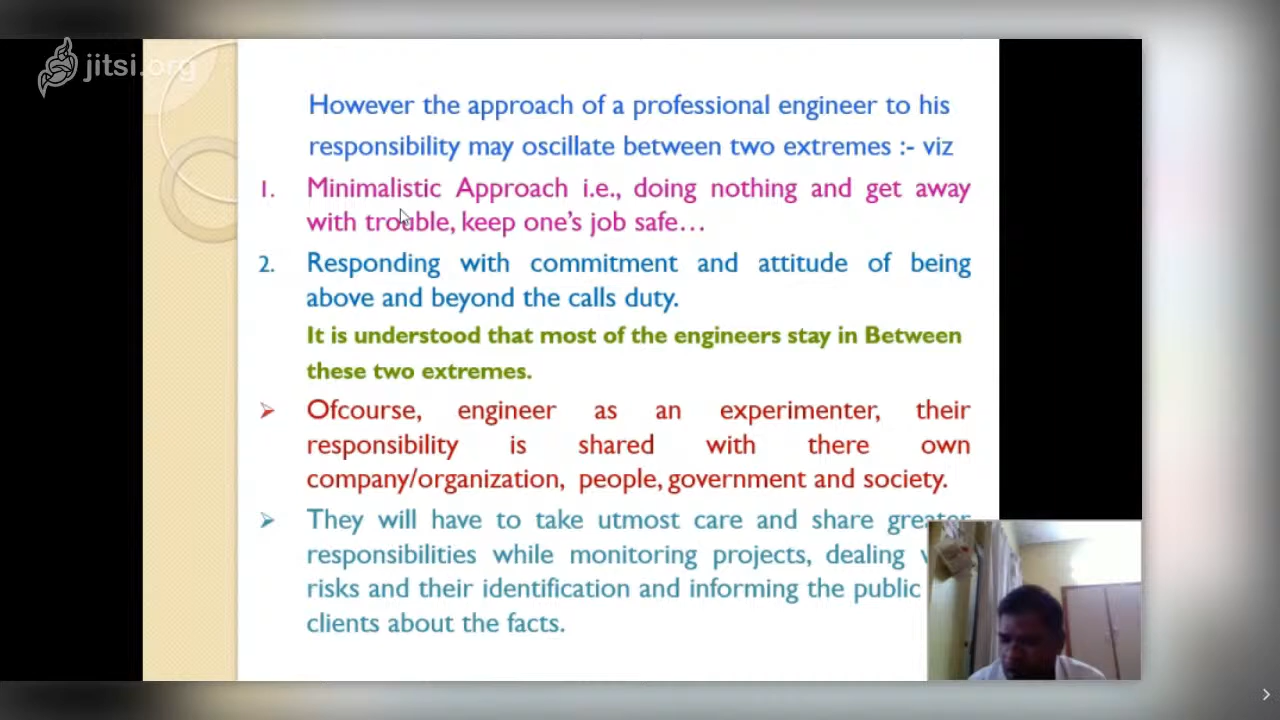 jitsi.org
However the approach of a professional engineer to his
responsibility may oscillate between two extremes :- viz
1. Minimalistic Approach i.e., doing nothing and get away
with trouble, keep one's job safe...
2. Responding with commitment and attitude of being
above and beyond the calls duty.
It is understood that most of the engineers stay in Between
these two extremes.
➢ Ofcourse, engineer as an experimenter, their
responsibility is shared with there own
company/organization, people, government and society.
➢ They will have to take utmost care and share greater
responsibilities while monitoring projects, dealing
risks and their identification and informing the public
clients about the facts.